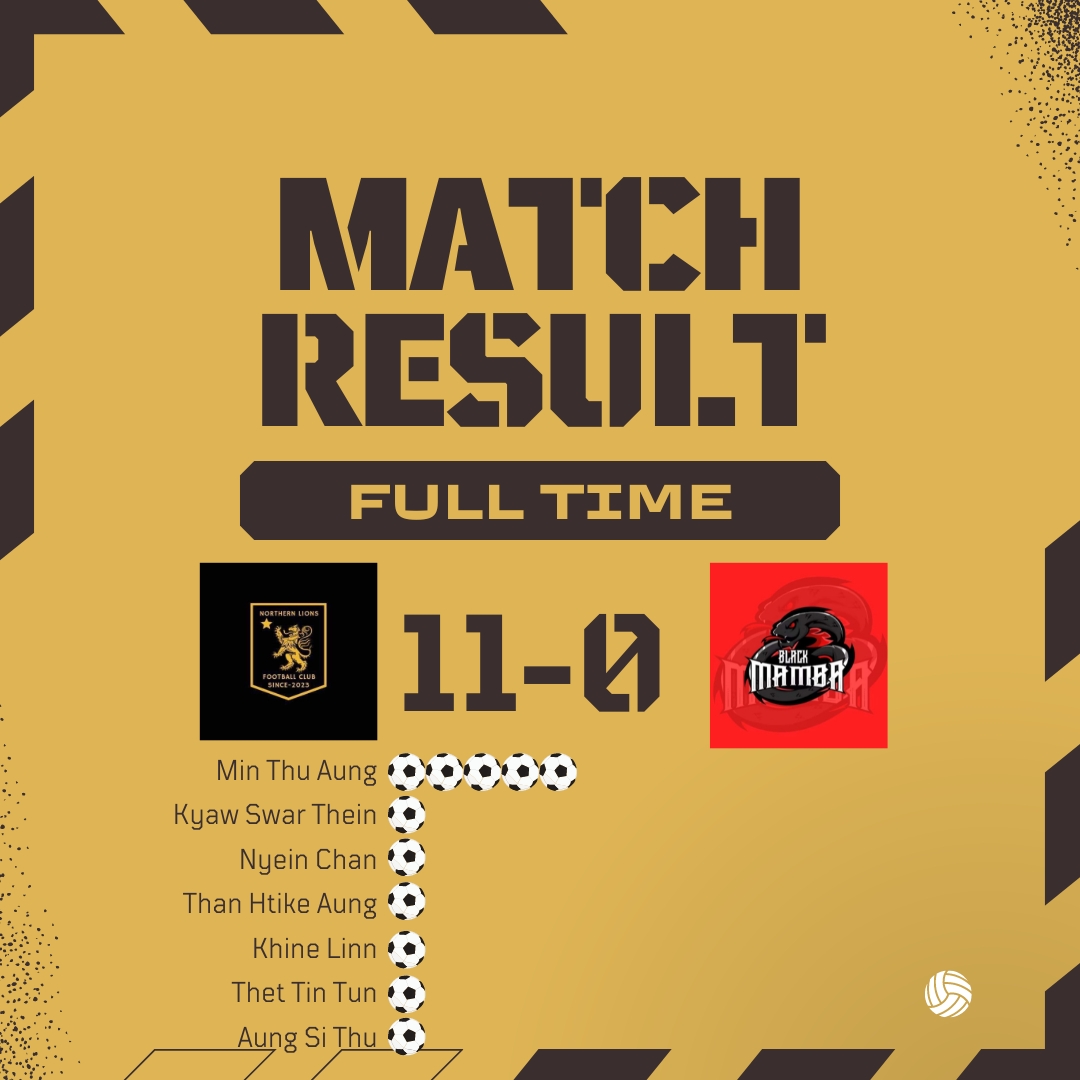 MATCH
RESULT
FULL TIME
NORTHERN LIONS
FOOTBALL CLUB
SINCE-2023
11-0
BLACK
MAMBA
Min Thu Aung
Kyaw Swar Thein
Nyein Chan
Than Htike Aung
Khine Linn
Thet Tin Tun
Aung Si Thu